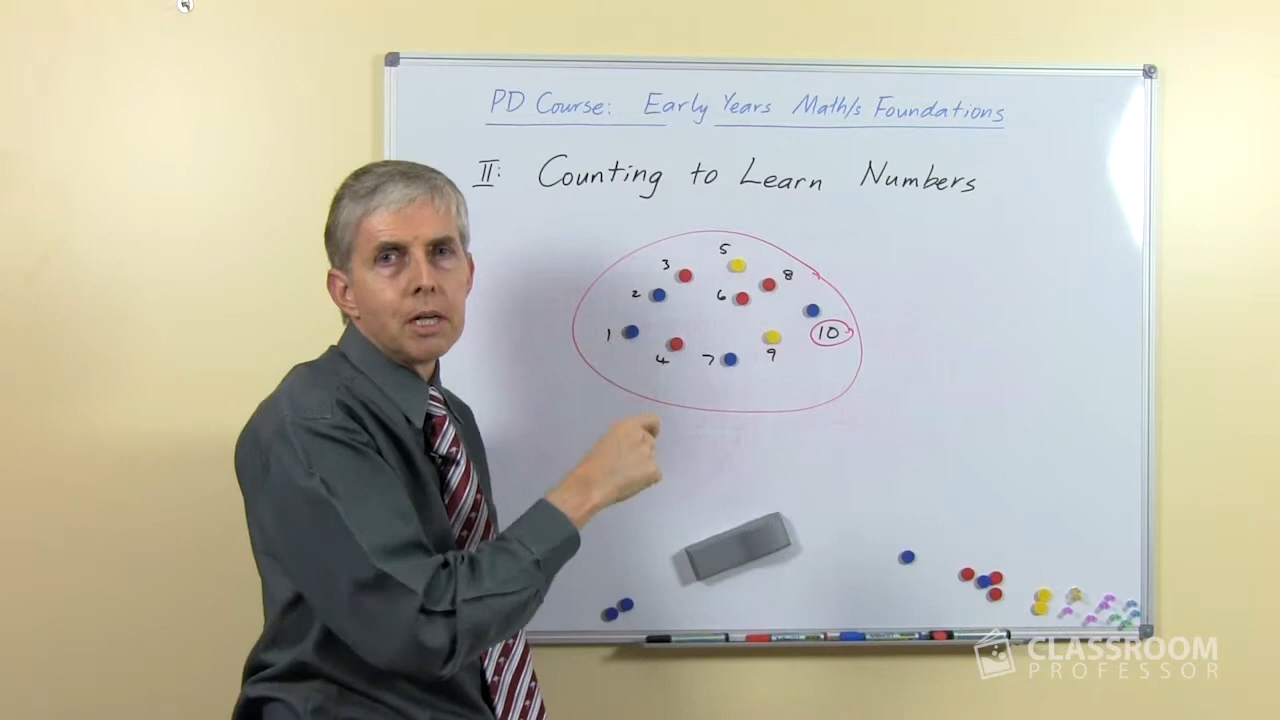 PD Course: Early Years Math/s Foundations
II: Counting to Learn Numbers
5
3
8
2
6
1
10
4
7
9
CLASSROOM
PROFESSOR